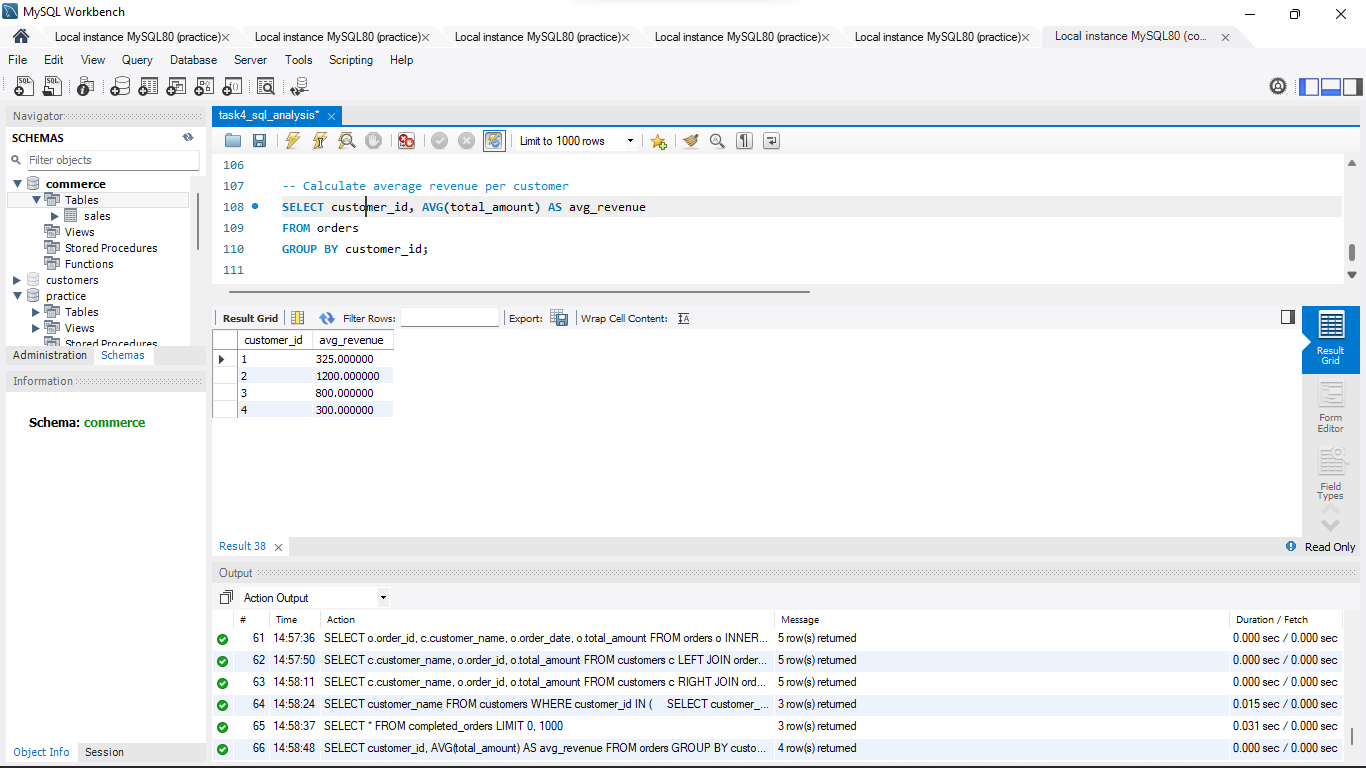 MySQL Workbench
Local instance MySQL80 (practice)
Local instance MySQL80 (practice)
Local instance MySQL80 (practice)
Local instance MySQL80 (practice)
Local instance MySQL80 (practice)
Local instance MySQL80 (co...
File Edit View Query Database Server Tools Scripting Help
Navigator
SCHEMAS
Filter objects
commerce
Tables
sales
Views
Stored Procedures
Functions
customers
practice
Tables
Views
Stored Procedures
Administration Schemas
Information
Schema: commerce
Object Info Session
task4_sql_analysis*
Limit to 1000 rows
106
107 -- Calculate average revenue per customer
108 SELECT customer_id, AVG(total_amount) AS avg_revenue
109 FROM orders
110 GROUP BY customer_id;
111
Result Grid Filter Rows: Export: Wrap Cell Content:
customer_id avg_revenue
1 325.000000
2 1200.000000
3 800.000000
4 300.000000
Result Grid
Form Editor
Field Types
Result 38
Read Only
Output
Action Output
# Time Action Message Duration / Fetch
61 14:57:36 SELECT o.order_id, c.customer_name, o.order_date, o.total_amount FROM orders o INNER... 5 row(s) returned 0.000 sec / 0.000 sec
62 14:57:50 SELECT c.customer_name, o.order_id, o.total_amount FROM customers c LEFT JOIN order... 5 row(s) returned 0.000 sec / 0.000 sec
63 14:58:11 SELECT c.customer_name, o.order_id, o.total_amount FROM customers c RIGHT JOIN ord... 5 row(s) returned 0.000 sec / 0.000 sec
64 14:58:24 SELECT customer_name FROM customers WHERE customer_id IN ( SELECT customer_... 3 row(s) returned 0.015 sec / 0.000 sec
65 14:58:37 SELECT * FROM completed_orders LIMIT 0, 1000 3 row(s) returned 0.031 sec / 0.000 sec
66 14:58:48 SELECT customer_id, AVG(total_amount) AS avg_revenue FROM orders GROUP BY custo... 4 row(s) returned 0.000 sec / 0.000 sec